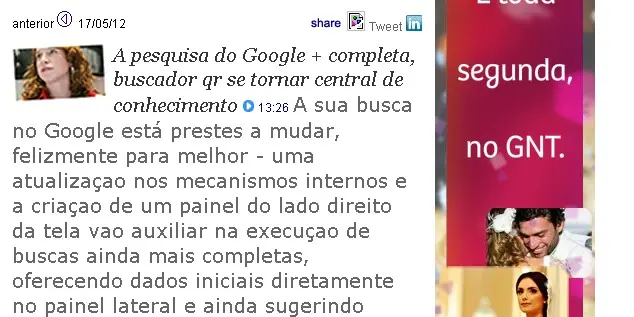 anterior 17/05/12
share Tweet in
A pesquisa do Google + completa,
buscador qr se tornar central de
conhecimento 13:26 A sua busca
no Google está prestes a mudar,
felizmente para melhor - uma
atualizaçao nos mecanismos internos e
a criaçao de um painel do lado direito
da tela vao auxiliar na execuçao de
buscas ainda mais completas,
oferecendo dados iniciais diretamente
no painel lateral e ainda sugerindo
É toda
segunda,
no GNT.